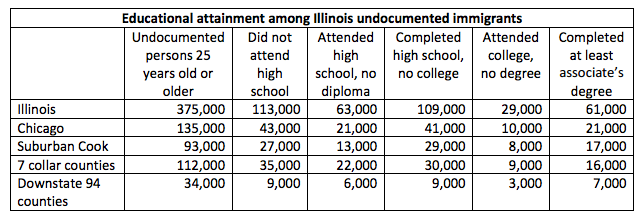 Educational attainment among Illinois undocumented immigrants
Undocumented persons 25 years old or older Did not attend high school Attended high school, no diploma Completed high school, no college Attended college, no degree Completed at least associate's degree
Illinois 375,000 113,000 63,000 109,000 29,000 61,000
Chicago 135,000 43,000 21,000 41,000 10,000 21,000
Suburban Cook 93,000 27,000 13,000 29,000 8,000 17,000
7 collar counties 112,000 35,000 22,000 30,000 9,000 16,000
Downstate 94 counties 34,000 9,000 6,000 9,000 3,000 7,000